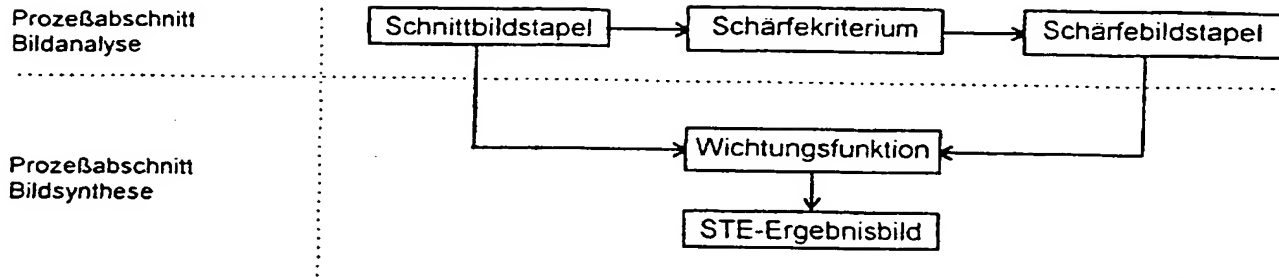 Prozeßabschnitt
Bildanalyse
Schnittbildstapel
Schärfekriterium
Schärfebildstapel
Prozeßabschnitt
Bildsynthese
Wichtungsfunktion
STE-Ergebnisbild